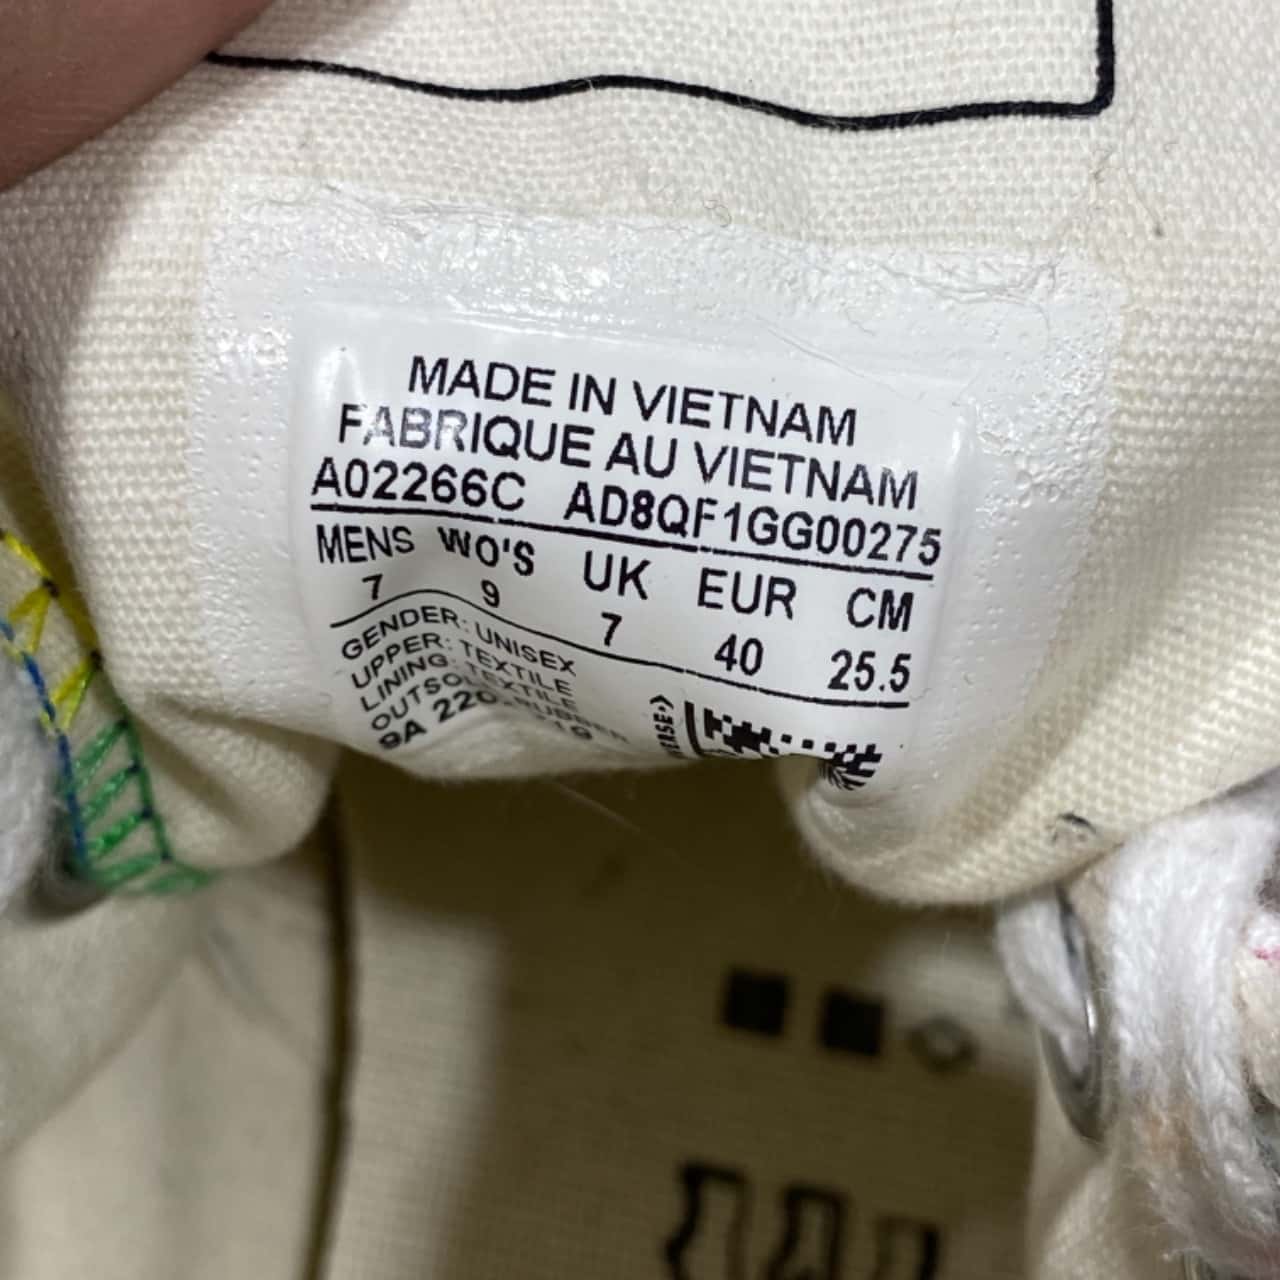 MADE IN VIETNAM
FABRIQUE AU VIETNAM
A02266C AD8QF1GG00275
MENS WO'S UK EUR CM
7 9 7 40 25.5
GENDER: UNISEX
UPPER: TEXTILE
LINING: TEXTILE
9A